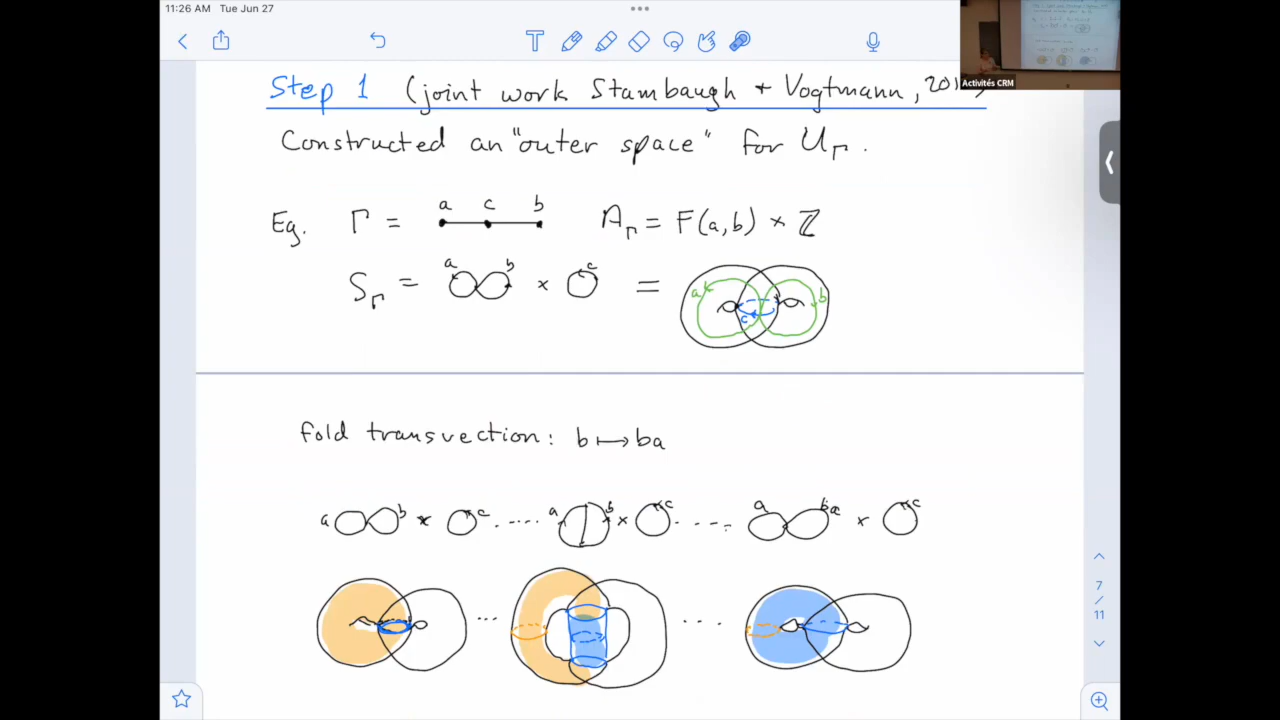 11:26 AM Tue Jun 27
Activités CRM
Step 1 (joint work Stambaugh + Vogtmann,
Constructed an "outer space" for U_Γ.
a c b
Eg. Γ = A_Γ = F(a,b) × ℤ
a b c
S_Γ = × =
a c b
fold transvection: b ⟼ ba
a b × c ..... a b × c ..... a ba × c
... ...
7
/
11